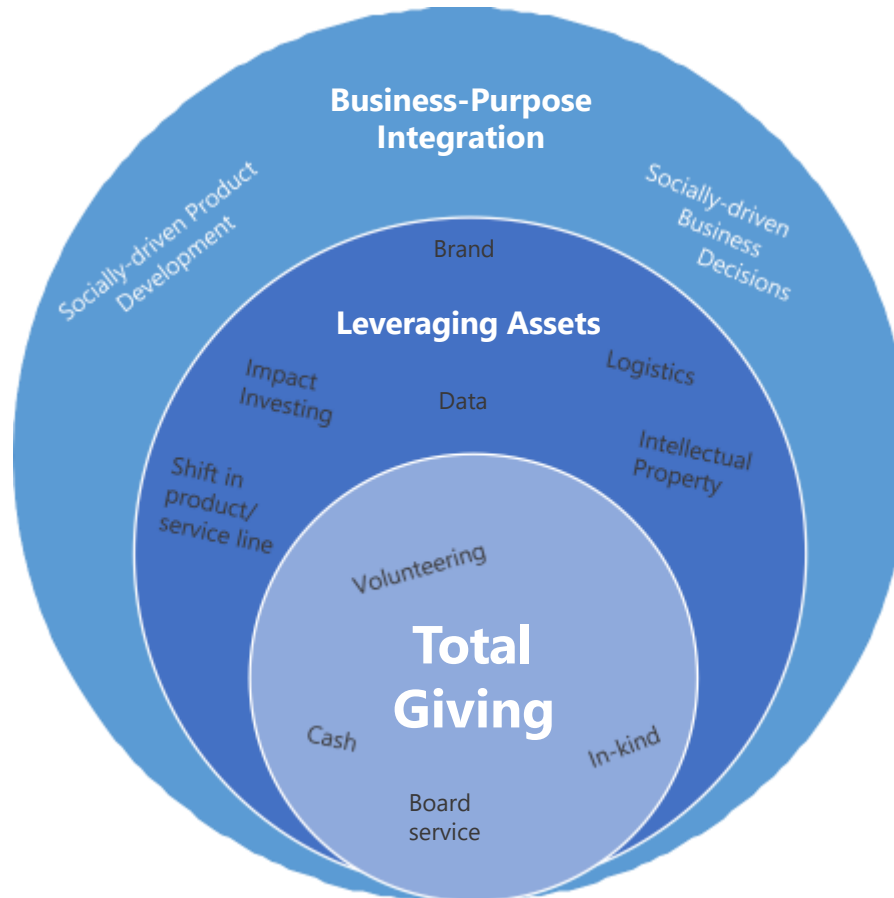 Business-Purpose
Integration
Socially-driven Product
Development
Socially-driven
Business
Decisions
Brand
Leveraging Assets
Impact
Investing
Data
Logistics
Intellectual
Property
Shift in
product/
service line
Volunteering
Total
Giving
Cash
In-kind
Board
service